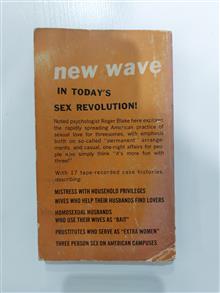 new wave
IN TODAY'S
SEX REVOLUTION!
Noted psychologist Roger Blake here explores
the rapidly spreading American practice of
sexual love for threesomes, with emphasis
both on so-called "permanent" arrange-
ments, and casual, one-night affairs for peo-
ple who simply think "it's more fun with
three!"
With 17 tape-recorded case histories,
describing:
MISTRESS WITH HOUSEHOLD PRIVILEGES
WIVES WHO HELP THEIR HUSBANDS FIND LOVERS
HOMOSEXUAL HUSBANDS
WHO USE THEIR WIVES AS "BAIT"
PROSTITUTES WHO SERVE AS "EXTRA WOMEN"
THREE PERSON SEX ON AMERICAN CAMPUSES